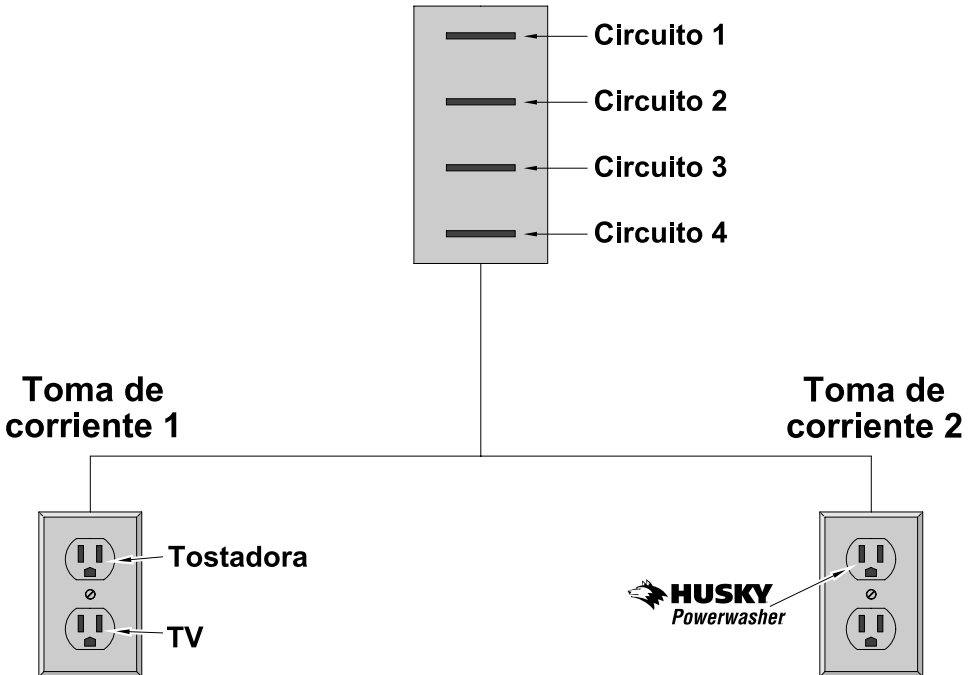 Circuito 1
Circuito 2
Circuito 3
Circuito 4
Toma de
corriente 1
Toma de
corriente 2
Tostadora
TV
HUSKY
Powerwasher